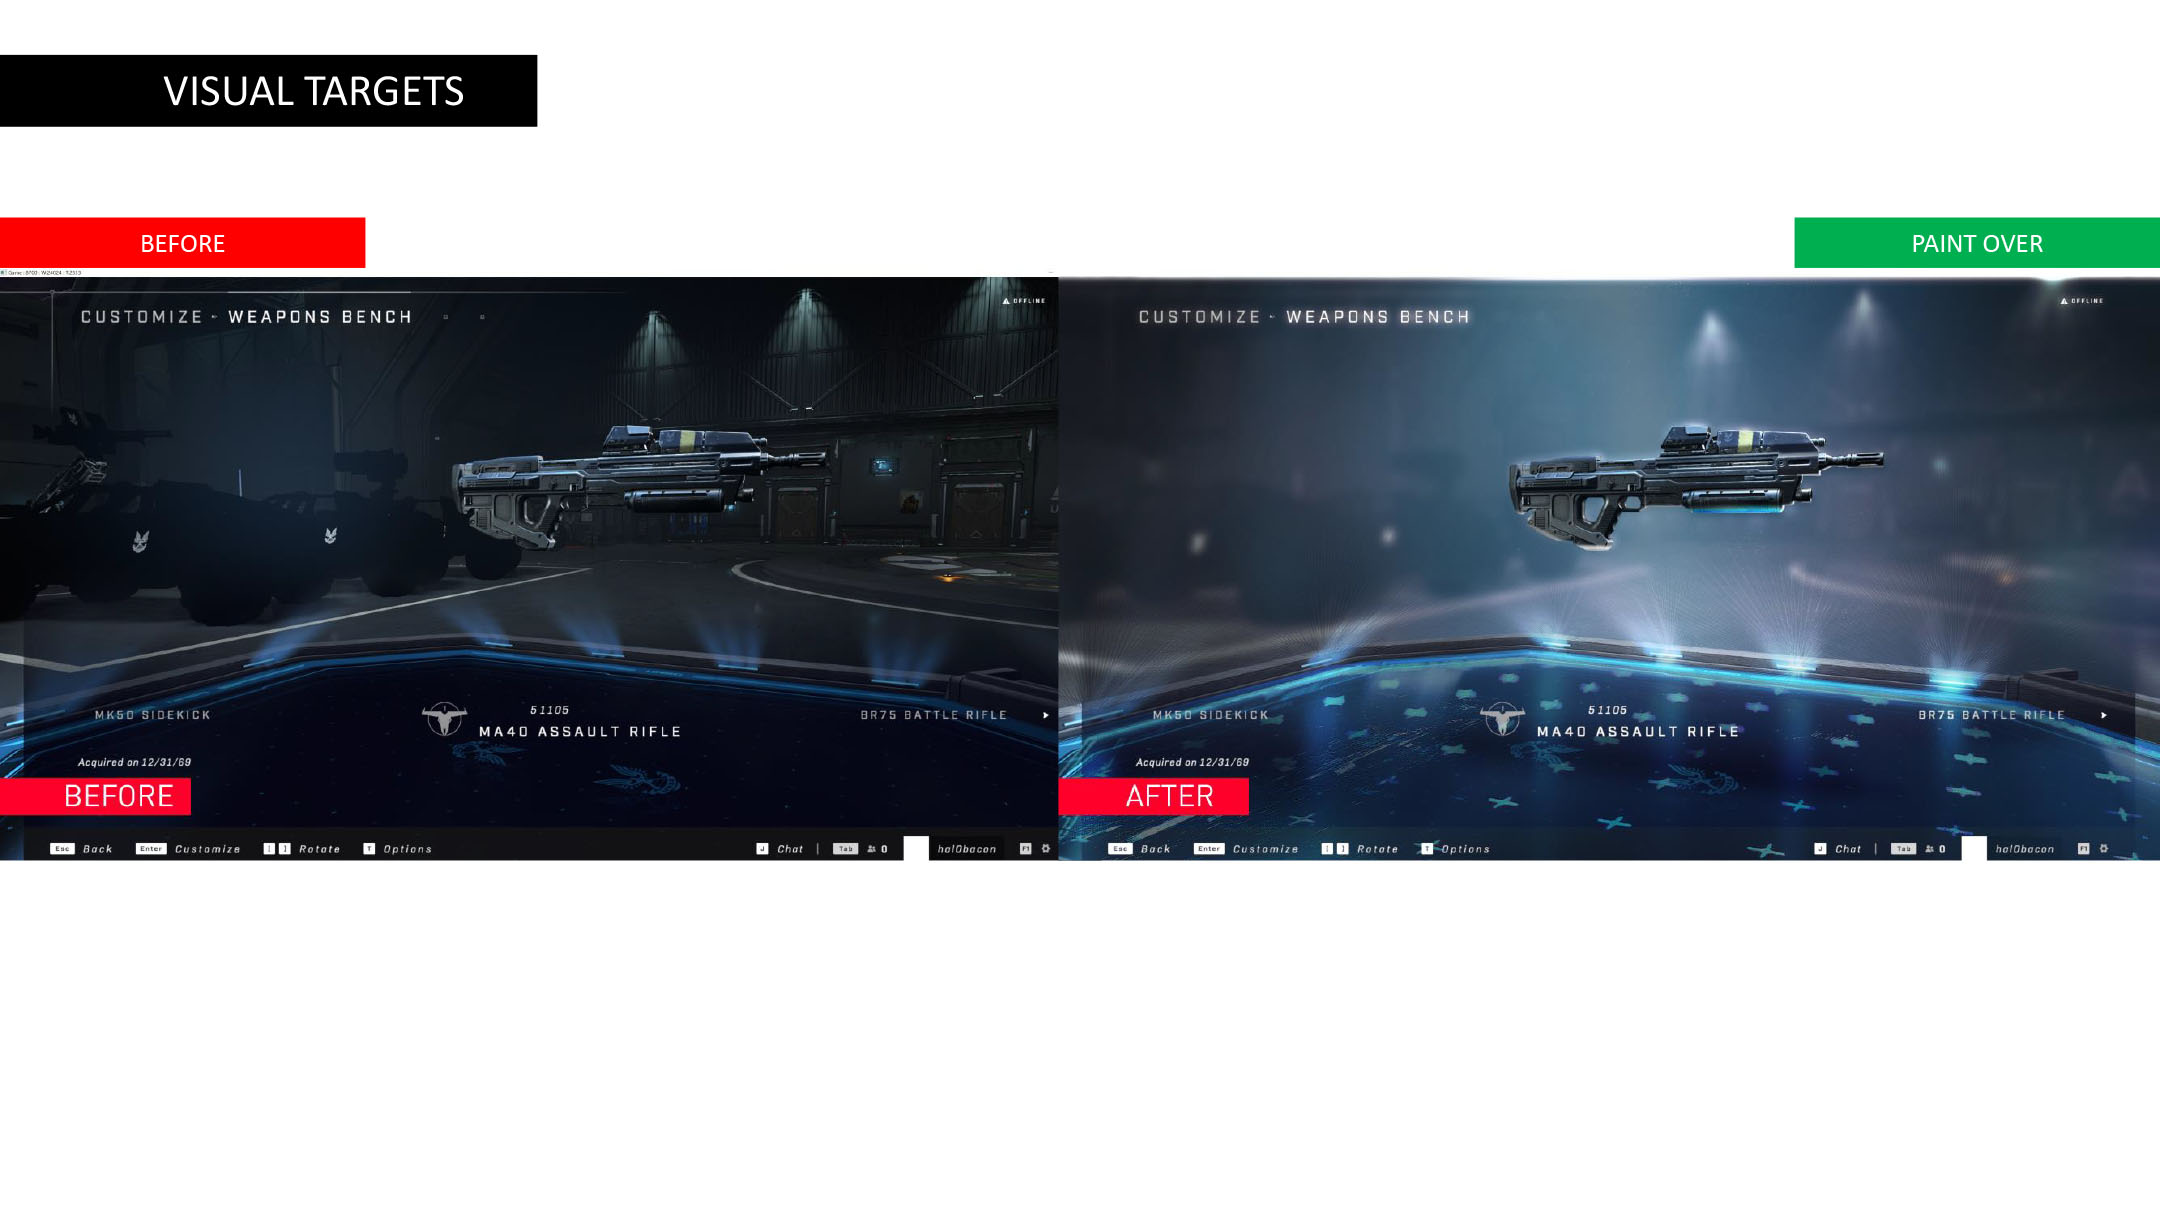 VISUAL TARGETS
BEFORE
PAINT OVER
CUSTOMIZE - WEAPONS BENCH
OFFLINE
MK50 SIDEKICK
51105
MA40 ASSAULT RIFLE
BR75 BATTLE RIFLE
Acquired on 12/31/69
BEFORE
Esc Back Enter Customize [ ] Rotate T Options
J Chat | Tab 0 hal0bacon F1
CUSTOMIZE - WEAPONS BENCH
OFFLINE
MK50 SIDEKICK
51105
MA40 ASSAULT RIFLE
BR75 BATTLE RIFLE
Acquired on 12/31/69
AFTER
Esc Back Enter Customize [ ] Rotate T Options
J Chat | Tab 0 hal0bacon F1